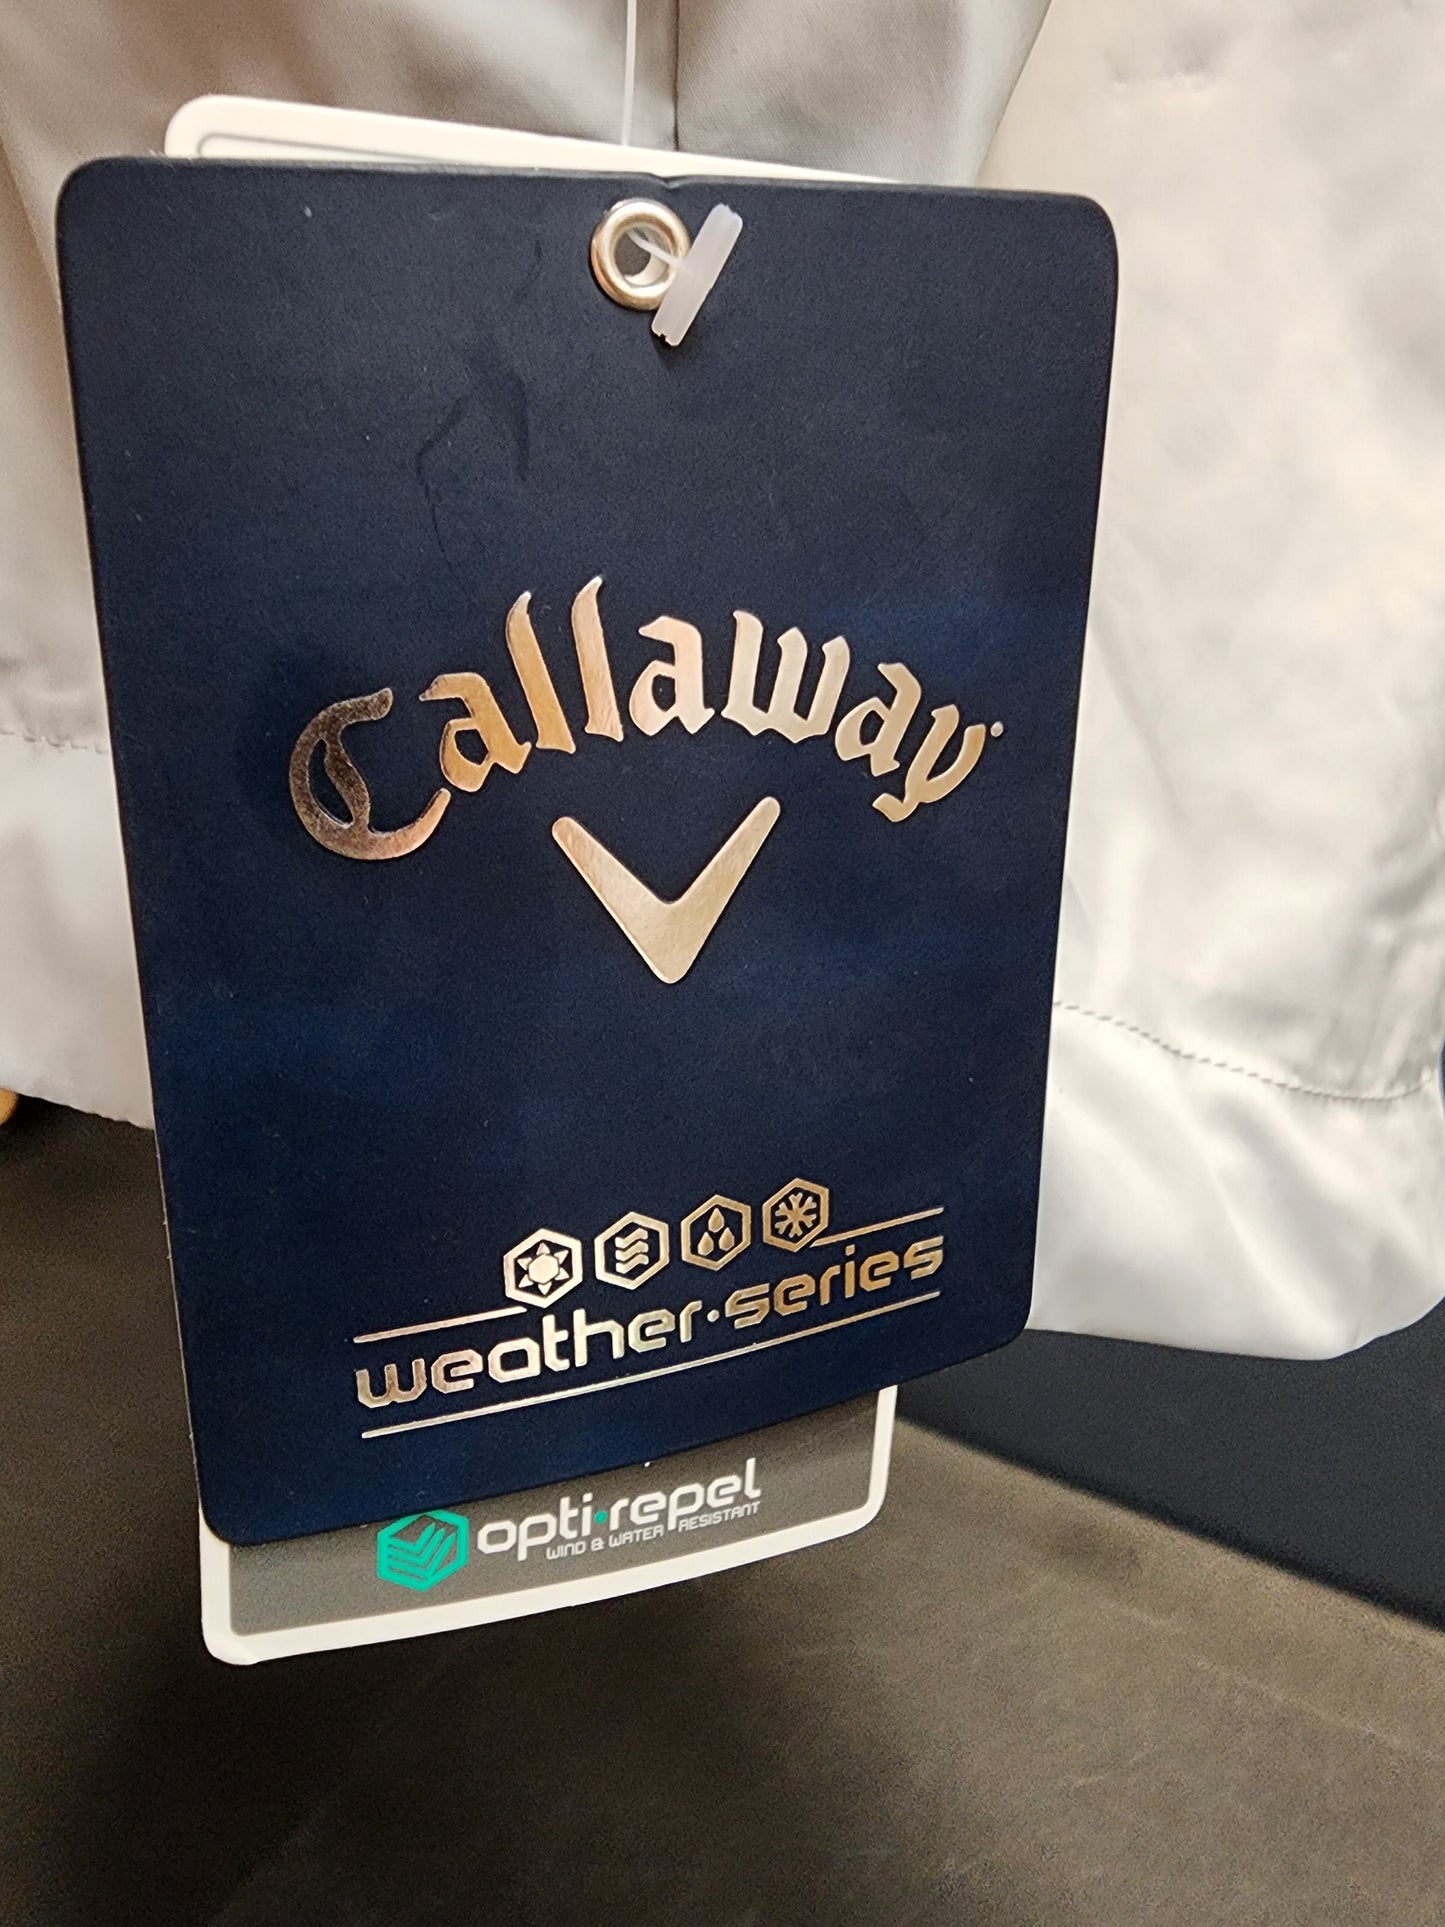 Callaway
weather·series
opti·repel
WIND & WATER RESISTANT